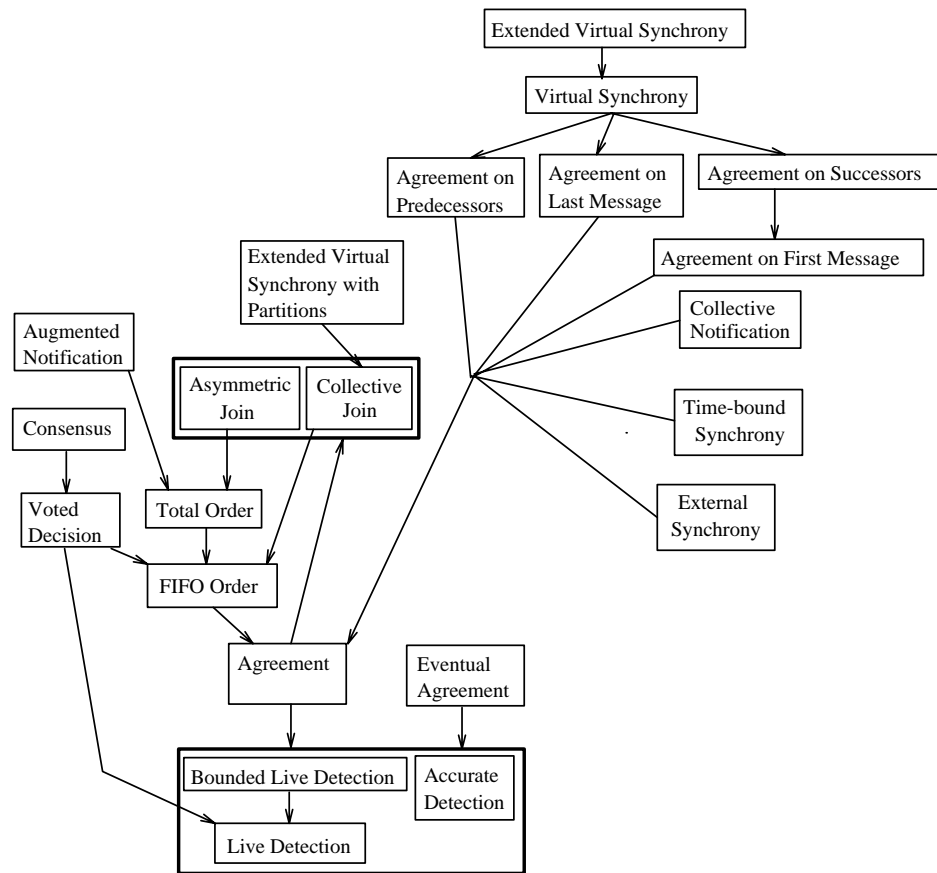 Extended Virtual Synchrony
Virtual Synchrony
Agreement on
Predecessors
Agreement on
Last Message
Agreement on Successors
Agreement on First Message
Extended Virtual
Synchrony with
Partitions
Collective
Notification
Augmented
Notification
Asymmetric
Join
Collective
Join
Time-bound
Synchrony
Consensus
External
Synchrony
Voted
Decision
Total Order
FIFO Order
Agreement
Eventual
Agreement
Bounded Live Detection
Accurate
Detection
Live Detection